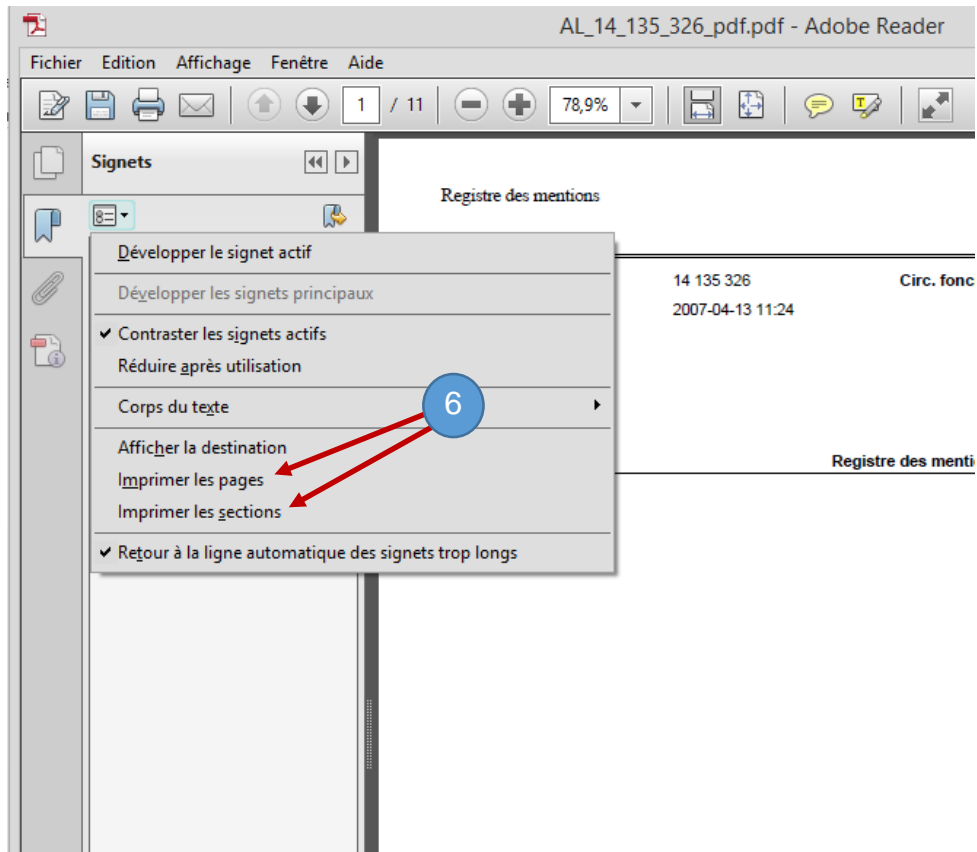 AL_14_135_326_pdf.pdf - Adobe Reader
Fichier Edition Affichage Fenêtre Aide
1 / 11 78,9%
Signets
Registre des mentions
Développer le signet actif
14 135 326 Circ. fonc
Développer les signets principaux
2007-04-13 11:24
Contraster les signets actifs
Réduire après utilisation
Corps du texte
6
Afficher la destination
Registre des menti
Imprimer les pages
Imprimer les sections
Retour à la ligne automatique des signets trop longs